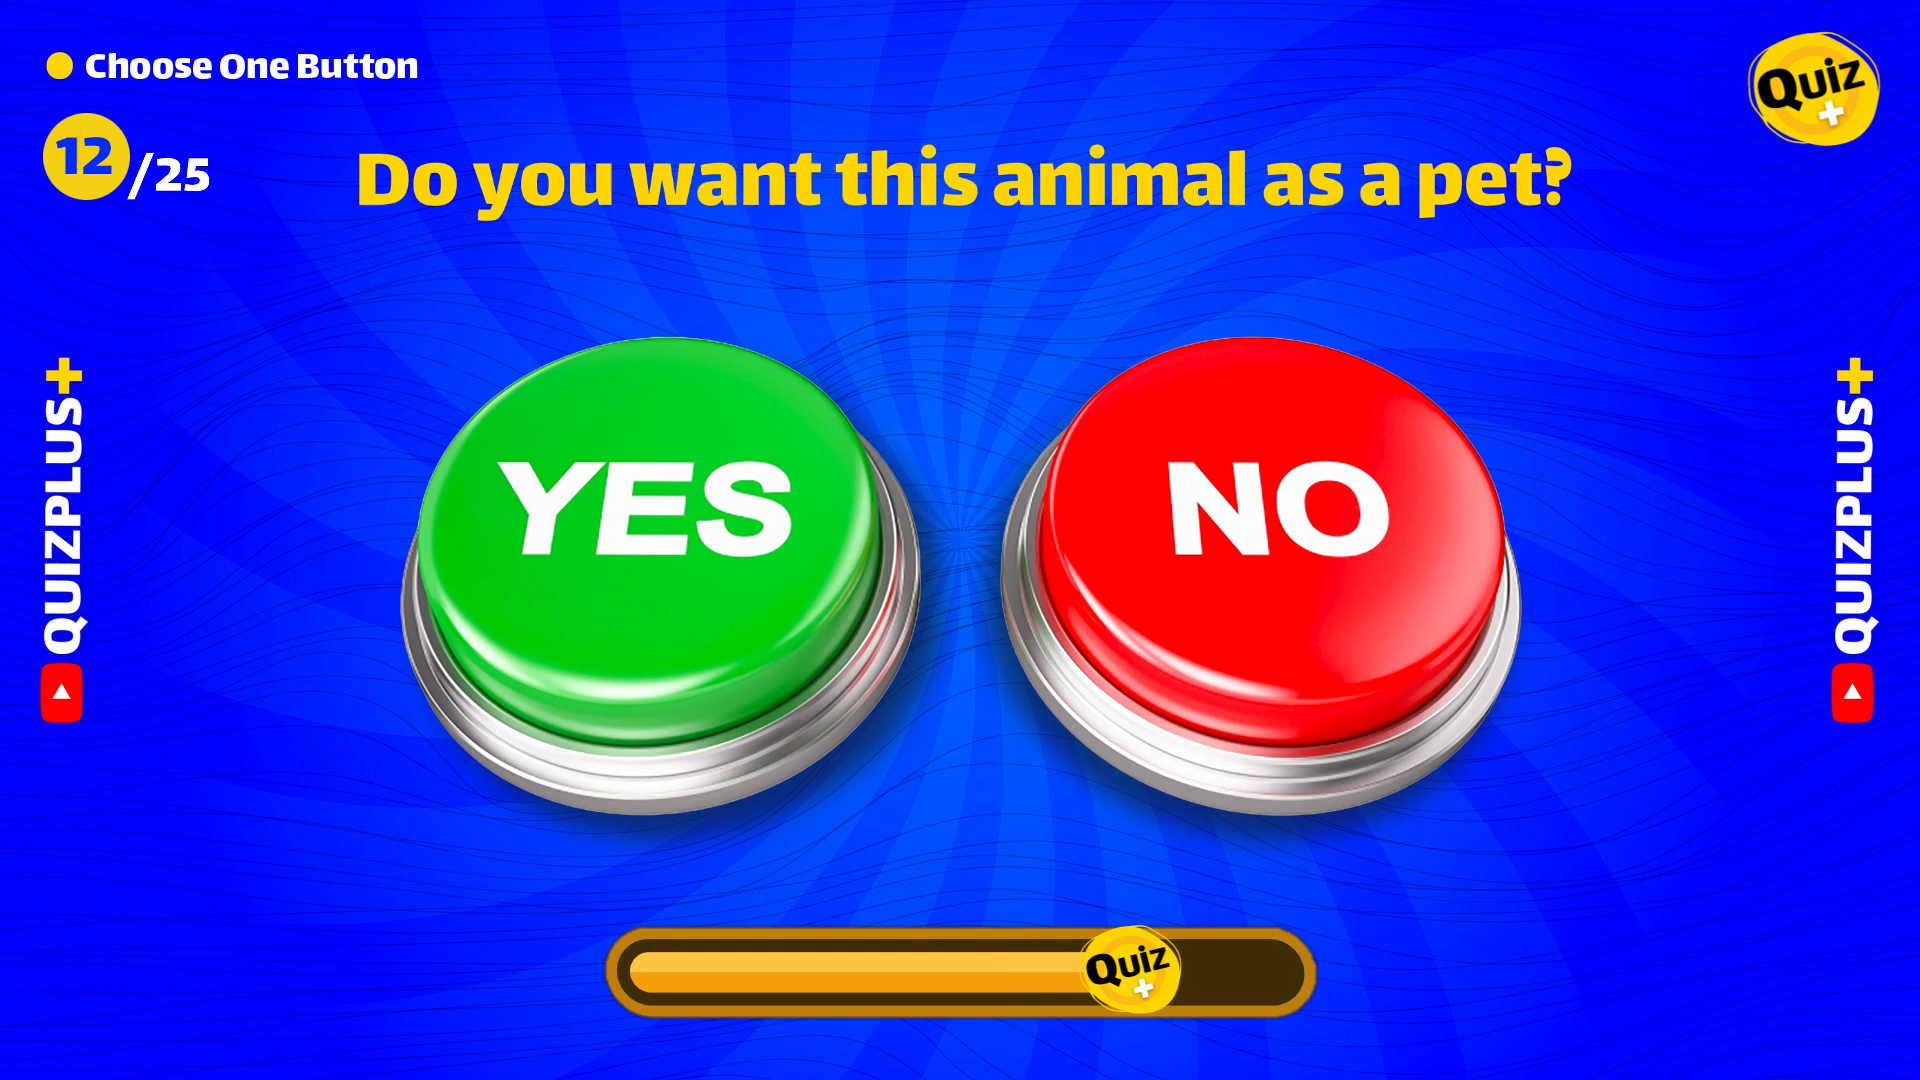 Choose One Button
Quiz
+
12/25
Do you want this animal as a pet?
QUIZPLUS+
YES
NO
QUIZPLUS+
Quiz
+